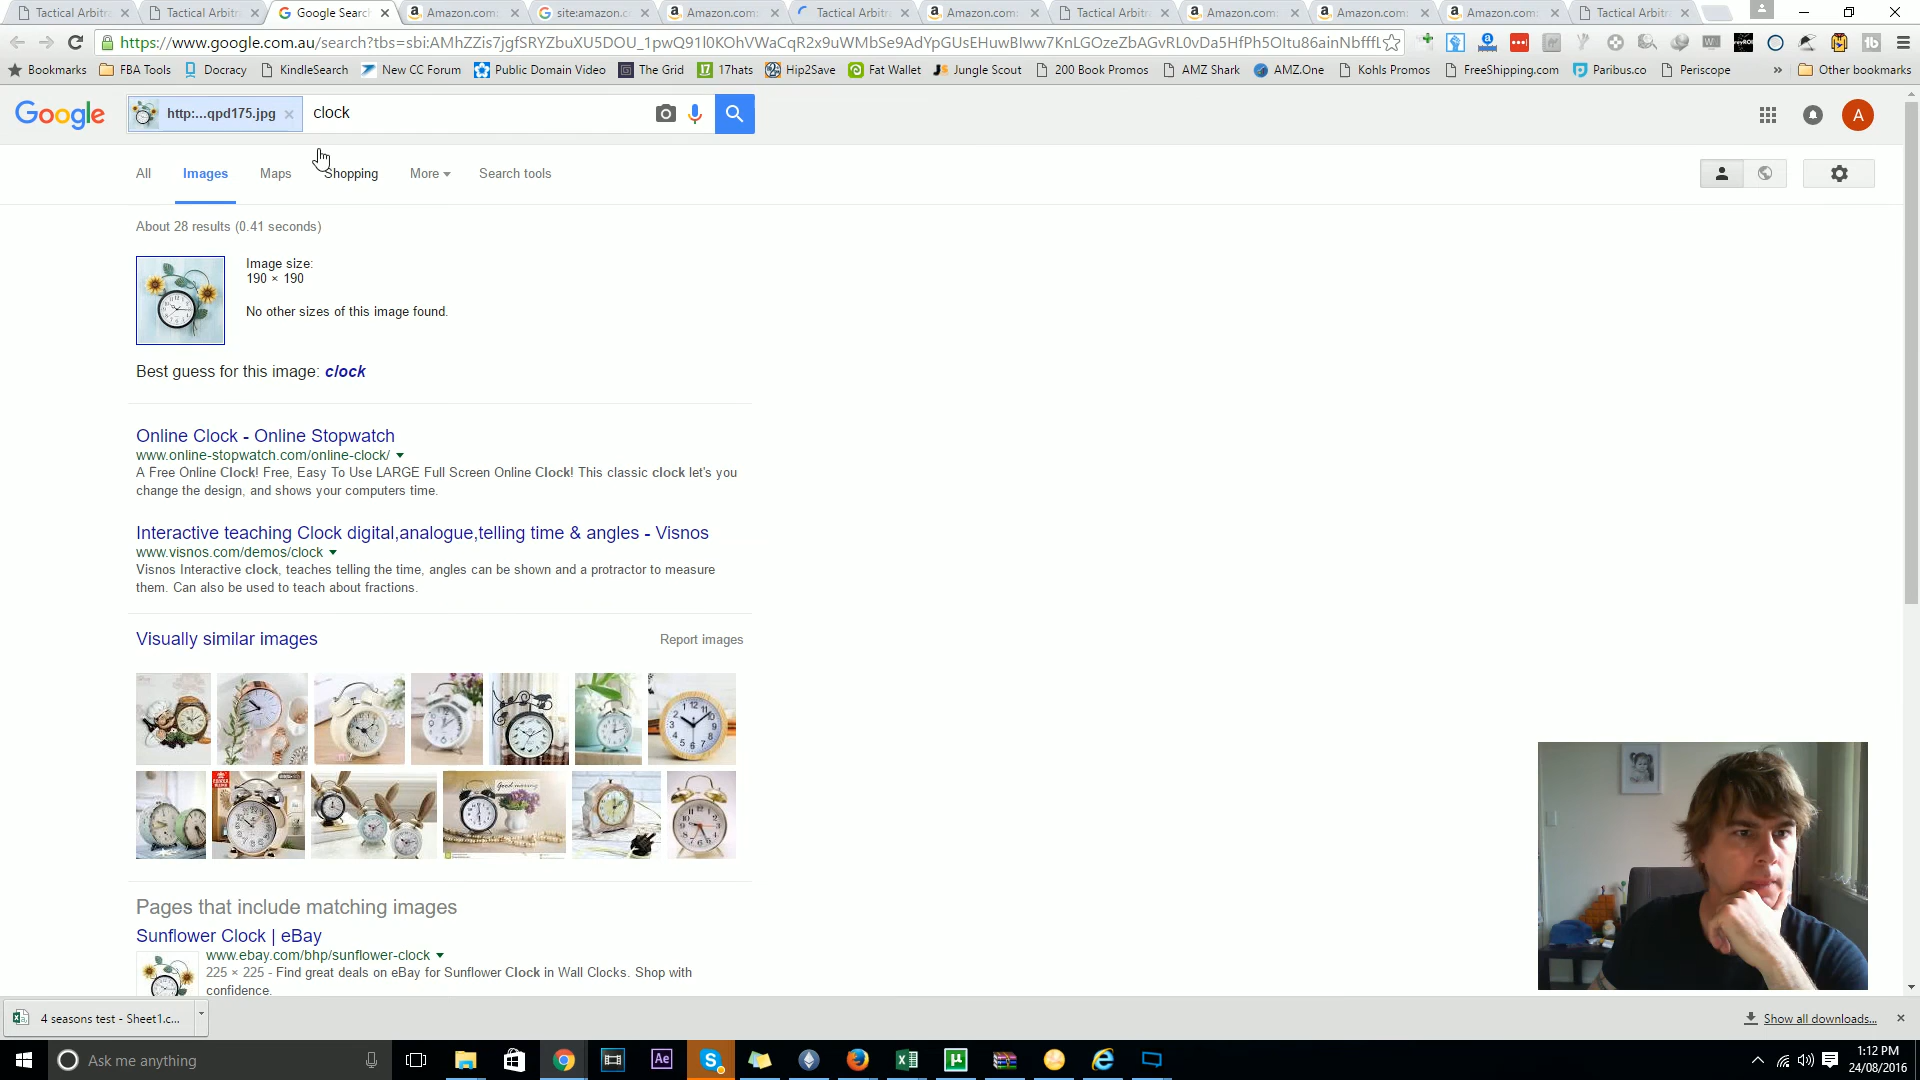 Tactical Arbitr
Tactical Arbitr
Google Searc
Amazon.com:
site:amazon.c
Amazon.com:
Tactical Arbitr
Amazon.com:
Tactical Arbitr
Amazon.com:
Amazon.com:
Amazon.com:
Tactical Arbitr
https://www.google.com.au/search?tbs=sbi:AMhZZis7jgfSRYZbuXU5DOU_1pwQ91l0KOhVWaCqR2x9uWMbSe9AdYpGUsEHuwBIww7KnLGOzeZbAGvRL0vDa5HfPh5OItu86ainNbfffL
Bookmarks
FBA Tools
Docracy
KindleSearch
New CC Forum
Public Domain Video
The Grid
17hats
Hip2Save
Fat Wallet
Jungle Scout
200 Book Promos
AMZ Shark
AMZ.One
Kohls Promos
FreeShipping.com
Paribus.co
Periscope
»
Other bookmarks
Google
http:...qpd175.jpg
clock
A
All
Images
Maps
Shopping
More
Search tools
About 28 results (0.41 seconds)
Image size:
190 × 190
No other sizes of this image found.
Best guess for this image: clock
Online Clock - Online Stopwatch
www.online-stopwatch.com/online-clock/
A Free Online Clock! Free, Easy To Use LARGE Full Screen Online Clock! This classic clock let's you
change the design, and shows your computers time.
Interactive teaching Clock digital,analogue,telling time & angles - Visnos
www.visnos.com/demos/clock
Visnos Interactive clock, teaches telling the time, angles can be shown and a protractor to measure
them. Can also be used to teach about fractions.
Visually similar images
Report images
Pages that include matching images
Sunflower Clock | eBay
www.ebay.com/bhp/sunflower-clock
225 × 225 - Find great deals on eBay for Sunflower Clock in Wall Clocks. Shop with
confidence.
4 seasons test - Sheet1.c...
Show all downloads...
Ask me anything
Ae
1:12 PM
24/08/2016